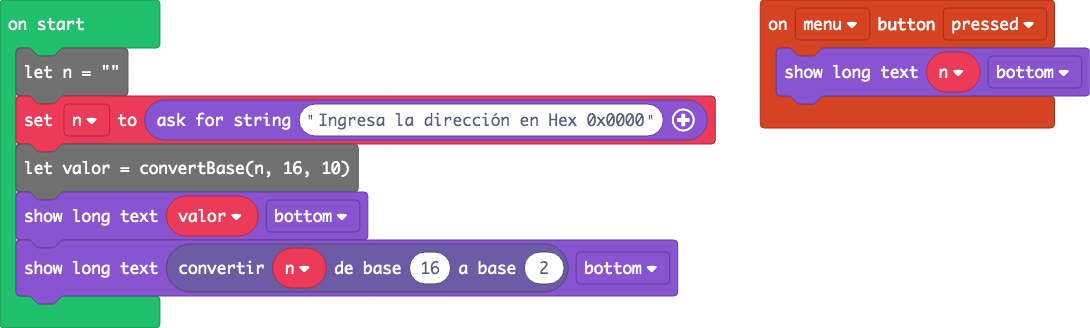 on start
let n = ""
set n to ask for string "Ingresa la dirección en Hex 0x0000"
let valor = convertBase(n, 16, 10)
show long text valor bottom
show long text convertir n de base 16 a base 2 bottom
on menu button pressed
show long text n bottom